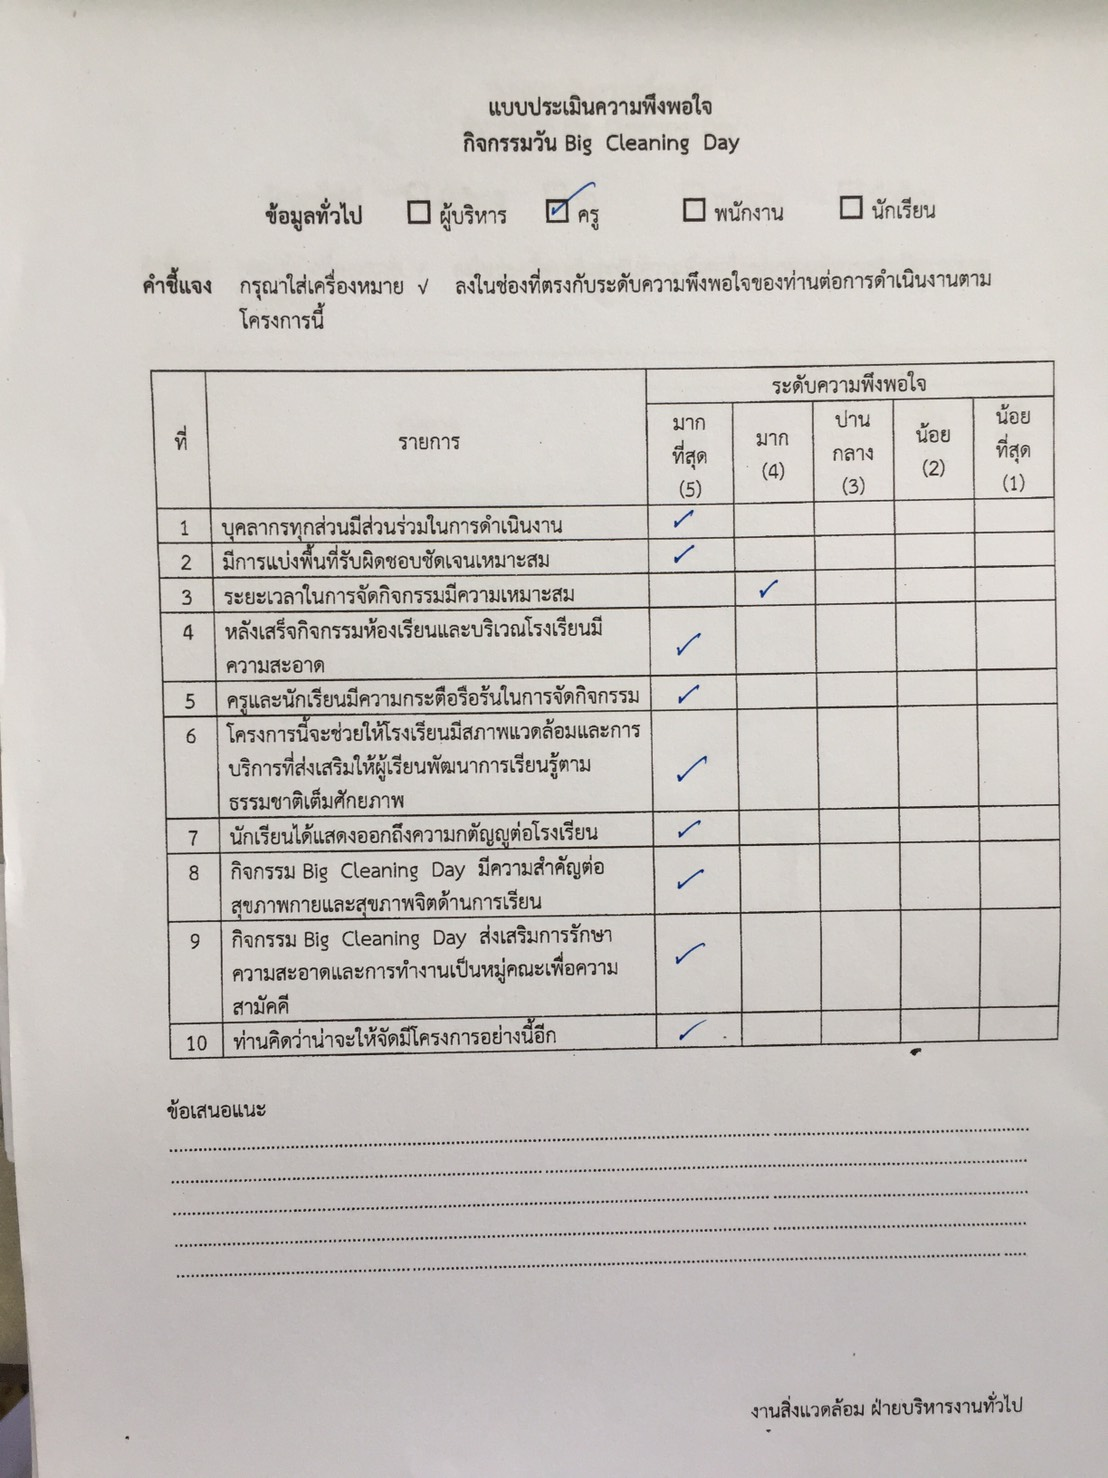 แบบประเมินความพึงพอใจ
กิจกรรมวัน Big Cleaning Day
ข้อมูลทั่วไป ☐ ผู้บริหาร ☑ ครู ☐ พนักงาน ☐ นักเรียน
คำชี้แจง กรุณาใส่เครื่องหมาย √ ลงในช่องที่ตรงกับระดับความพึงพอใจของท่านต่อการดำเนินงานตาม
โครงการนี้
ที่ รายการ ระดับความพึงพอใจ
มาก
ที่สุด
(5)
มาก
(4)
ปาน
กลาง
(3)
น้อย
(2)
น้อย
ที่สุด
(1)
1 บุคลากรทุกส่วนมีส่วนร่วมในการดำเนินงาน ✓
2 มีการแบ่งพื้นที่รับผิดชอบชัดเจนเหมาะสม ✓
3 ระยะเวลาในการจัดกิจกรรมมีความเหมาะสม ✓
4 หลังเสร็จกิจกรรมห้องเรียนและบริเวณโรงเรียนมี
ความสะอาด ✓
5 ครูและนักเรียนมีความกระตือรือร้นในการจัดกิจกรรม ✓
6 โครงการนี้จะช่วยให้โรงเรียนมีสภาพแวดล้อมและการ
บริการที่ส่งเสริมให้ผู้เรียนพัฒนาการเรียนรู้ตาม ✓
ธรรมชาติเต็มศักยภาพ
7 นักเรียนได้แสดงออกถึงความกตัญญูต่อโรงเรียน ✓
8 กิจกรรม Big Cleaning Day มีความสำคัญต่อ ✓
สุขภาพกายและสุขภาพจิตด้านการเรียน
9 กิจกรรม Big Cleaning Day ส่งเสริมการรักษา ✓
ความสะอาดและการทำงานเป็นหมู่คณะเพื่อความ
สามัคคี
10 ท่านคิดว่าน่าจะให้จัดมีโครงการอย่างนี้อีก ✓
ข้อเสนอแนะ
งานสิ่งแวดล้อม ฝ่ายบริหารงานทั่วไป